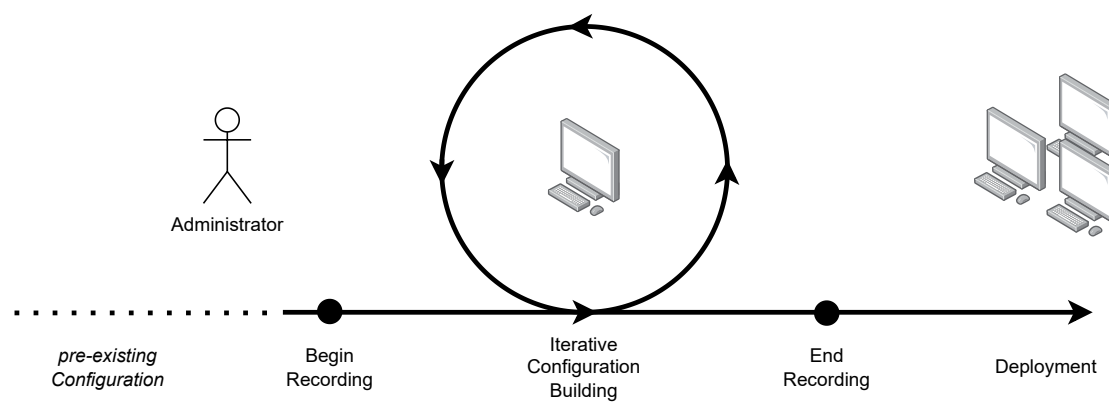 Administrator
pre-existing
Configuration
Begin
Recording
Iterative
Configuration
Building
End
Recording
Deployment